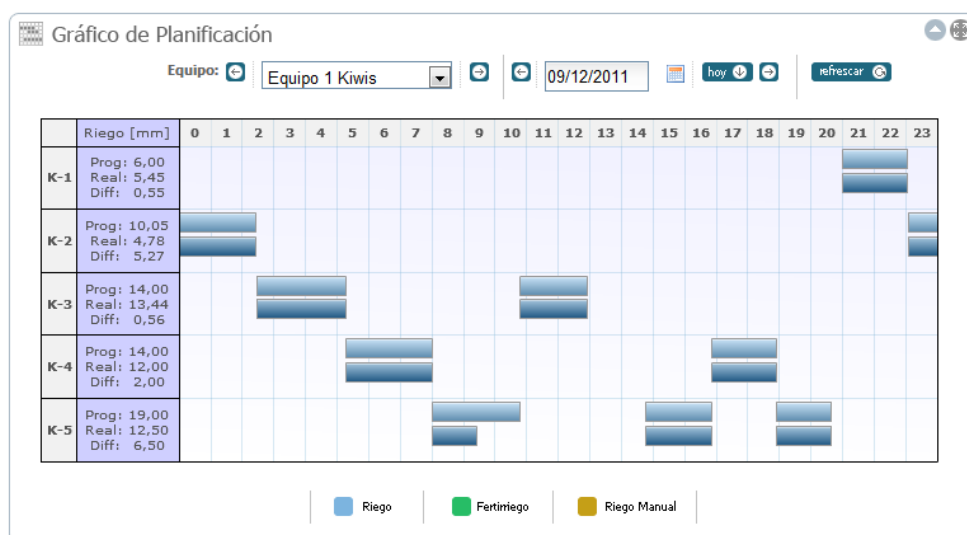 Gráfico de Planificación
Equipo: Equipo 1 Kiwis 09/12/2011 hoy refrescar
Riego [mm] 0 1 2 3 4 5 6 7 8 9 10 11 12 13 14 15 16 17 18 19 20 21 22 23
Prog: 6,00
K-1 Real: 5,45
Diff: 0,55
Prog: 10,05
K-2 Real: 4,78
Diff: 5,27
Prog: 14,00
K-3 Real: 13,44
Diff: 0,56
Prog: 14,00
K-4 Real: 12,00
Diff: 2,00
Prog: 19,00
K-5 Real: 12,50
Diff: 6,50
Riego Fertirriego Riego Manual